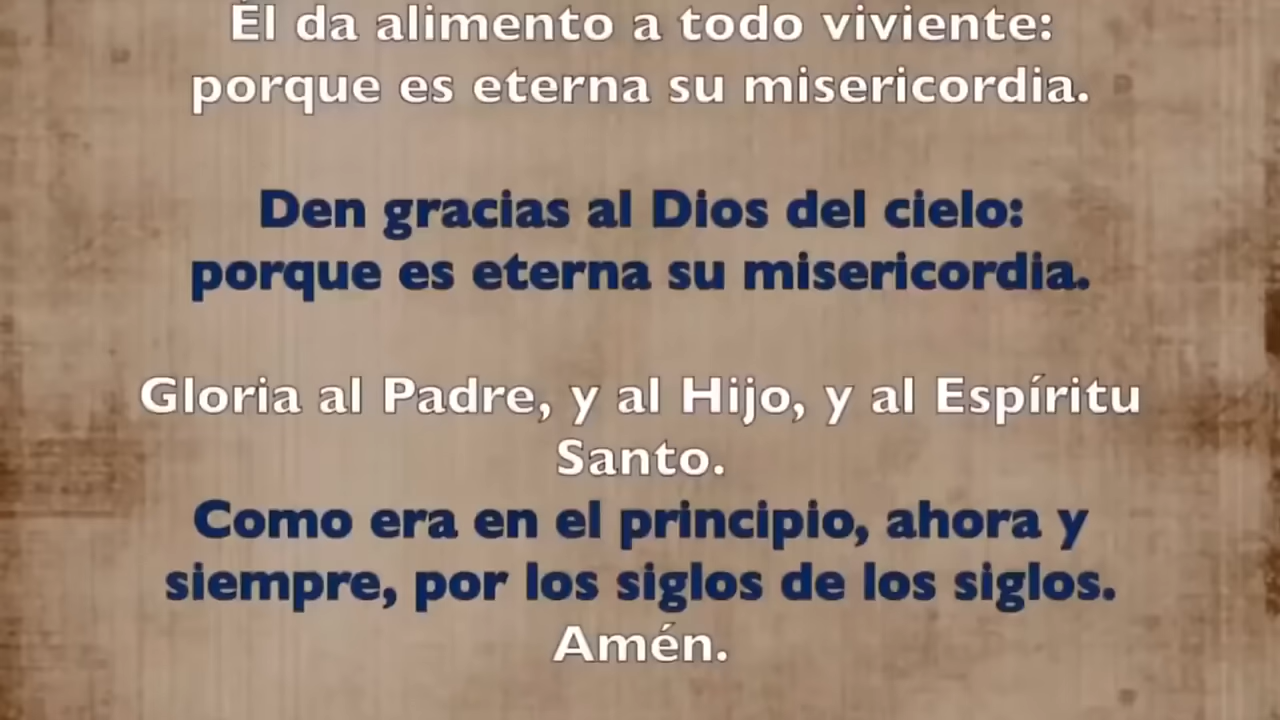 Él da alimento a todo viviente:
porque es eterna su misericordia.
Den gracias al Dios del cielo:
porque es eterna su misericordia.
Gloria al Padre, y al Hijo, y al Espíritu
Santo.
Como era en el principio, ahora y
siempre, por los siglos de los siglos.
Amén.